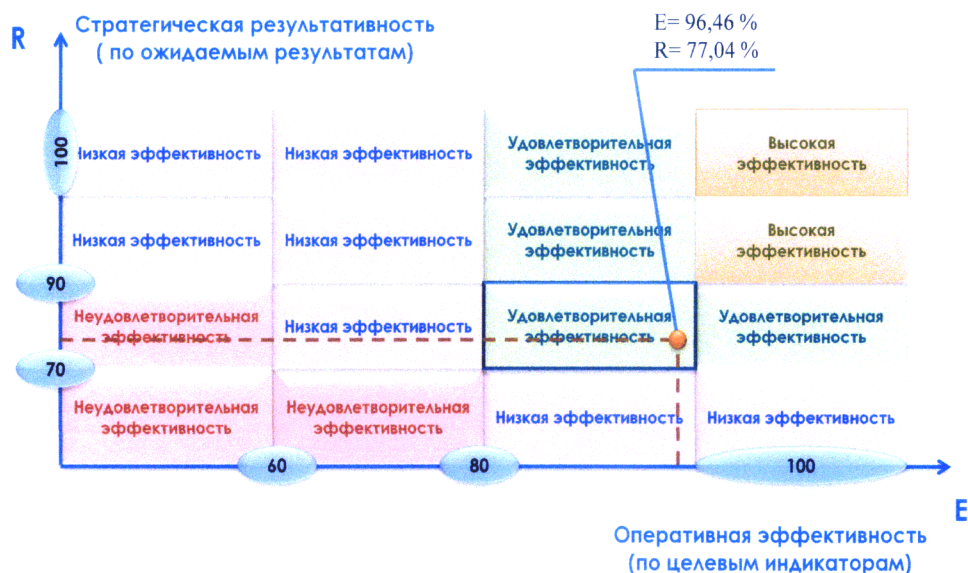 Стратегическая результативность
( по ожидаемым результатам)
R
E= 96,46 %
R= 77,04 %
100
Низкая эффективность
Низкая эффективность
Удовлетворительная
эффективность
Высокая
эффективность
Низкая эффективность
Низкая эффективность
Удовлетворительная
эффективность
Высокая
эффективность
90
Неудовлетворительная
эффективность
Низкая эффективность
Удовлетворительная
эффективность
Удовлетворительная
эффективность
70
Неудовлетворительная
эффективность
Неудовлетворительная
эффективность
Низкая эффективность
Низкая эффективность
60
80
100
E
Оперативная эффективность
(по целевым индикаторам)